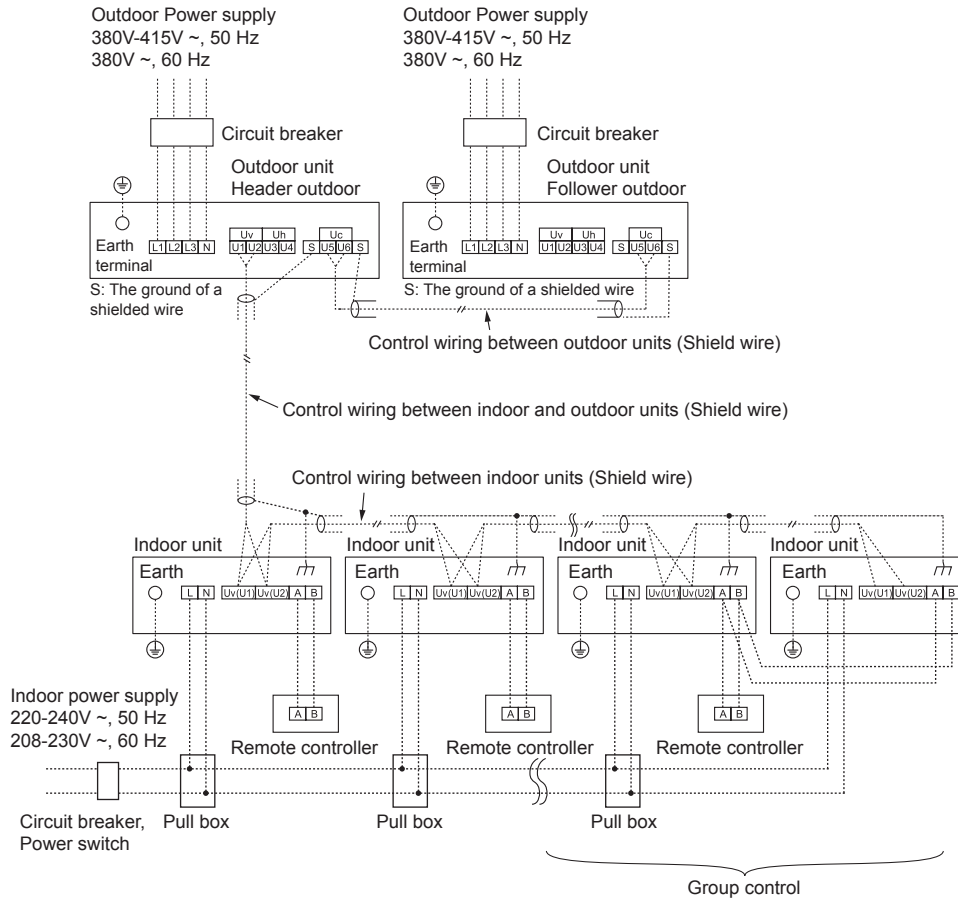 Outdoor Power supply
380V-415V ~, 50 Hz
380V ~, 60 Hz
Outdoor Power supply
380V-415V ~, 50 Hz
380V ~, 60 Hz
Circuit breaker
Circuit breaker
Outdoor unit
Header outdoor
Outdoor unit
Follower outdoor
Earth
terminal
L1 L2 L3 N
Uv Uh
U1 U2 U3 U4
Uc
S U5 U6 S
Earth
terminal
L1 L2 L3 N
Uv Uh
U1 U2 U3 U4
Uc
S U5 U6 S
S: The ground of a
shielded wire
S: The ground of a shielded wire
Control wiring between outdoor units (Shield wire)
Control wiring between indoor and outdoor units (Shield wire)
Control wiring between indoor units (Shield wire)
Indoor unit
Indoor unit
Indoor unit
Indoor unit
Earth
L N Uv(U1) Uv(U2) A B
Earth
L N Uv(U1) Uv(U2) A B
Earth
L N Uv(U1) Uv(U2) A B
Earth
L N Uv(U1) Uv(U2) A B
Indoor power supply
220-240V ~, 50 Hz
208-230V ~, 60 Hz
A B
Remote controller
A B
Remote controller
A B
Remote controller
Circuit breaker,
Power switch
Pull box
Pull box
Pull box
Group control